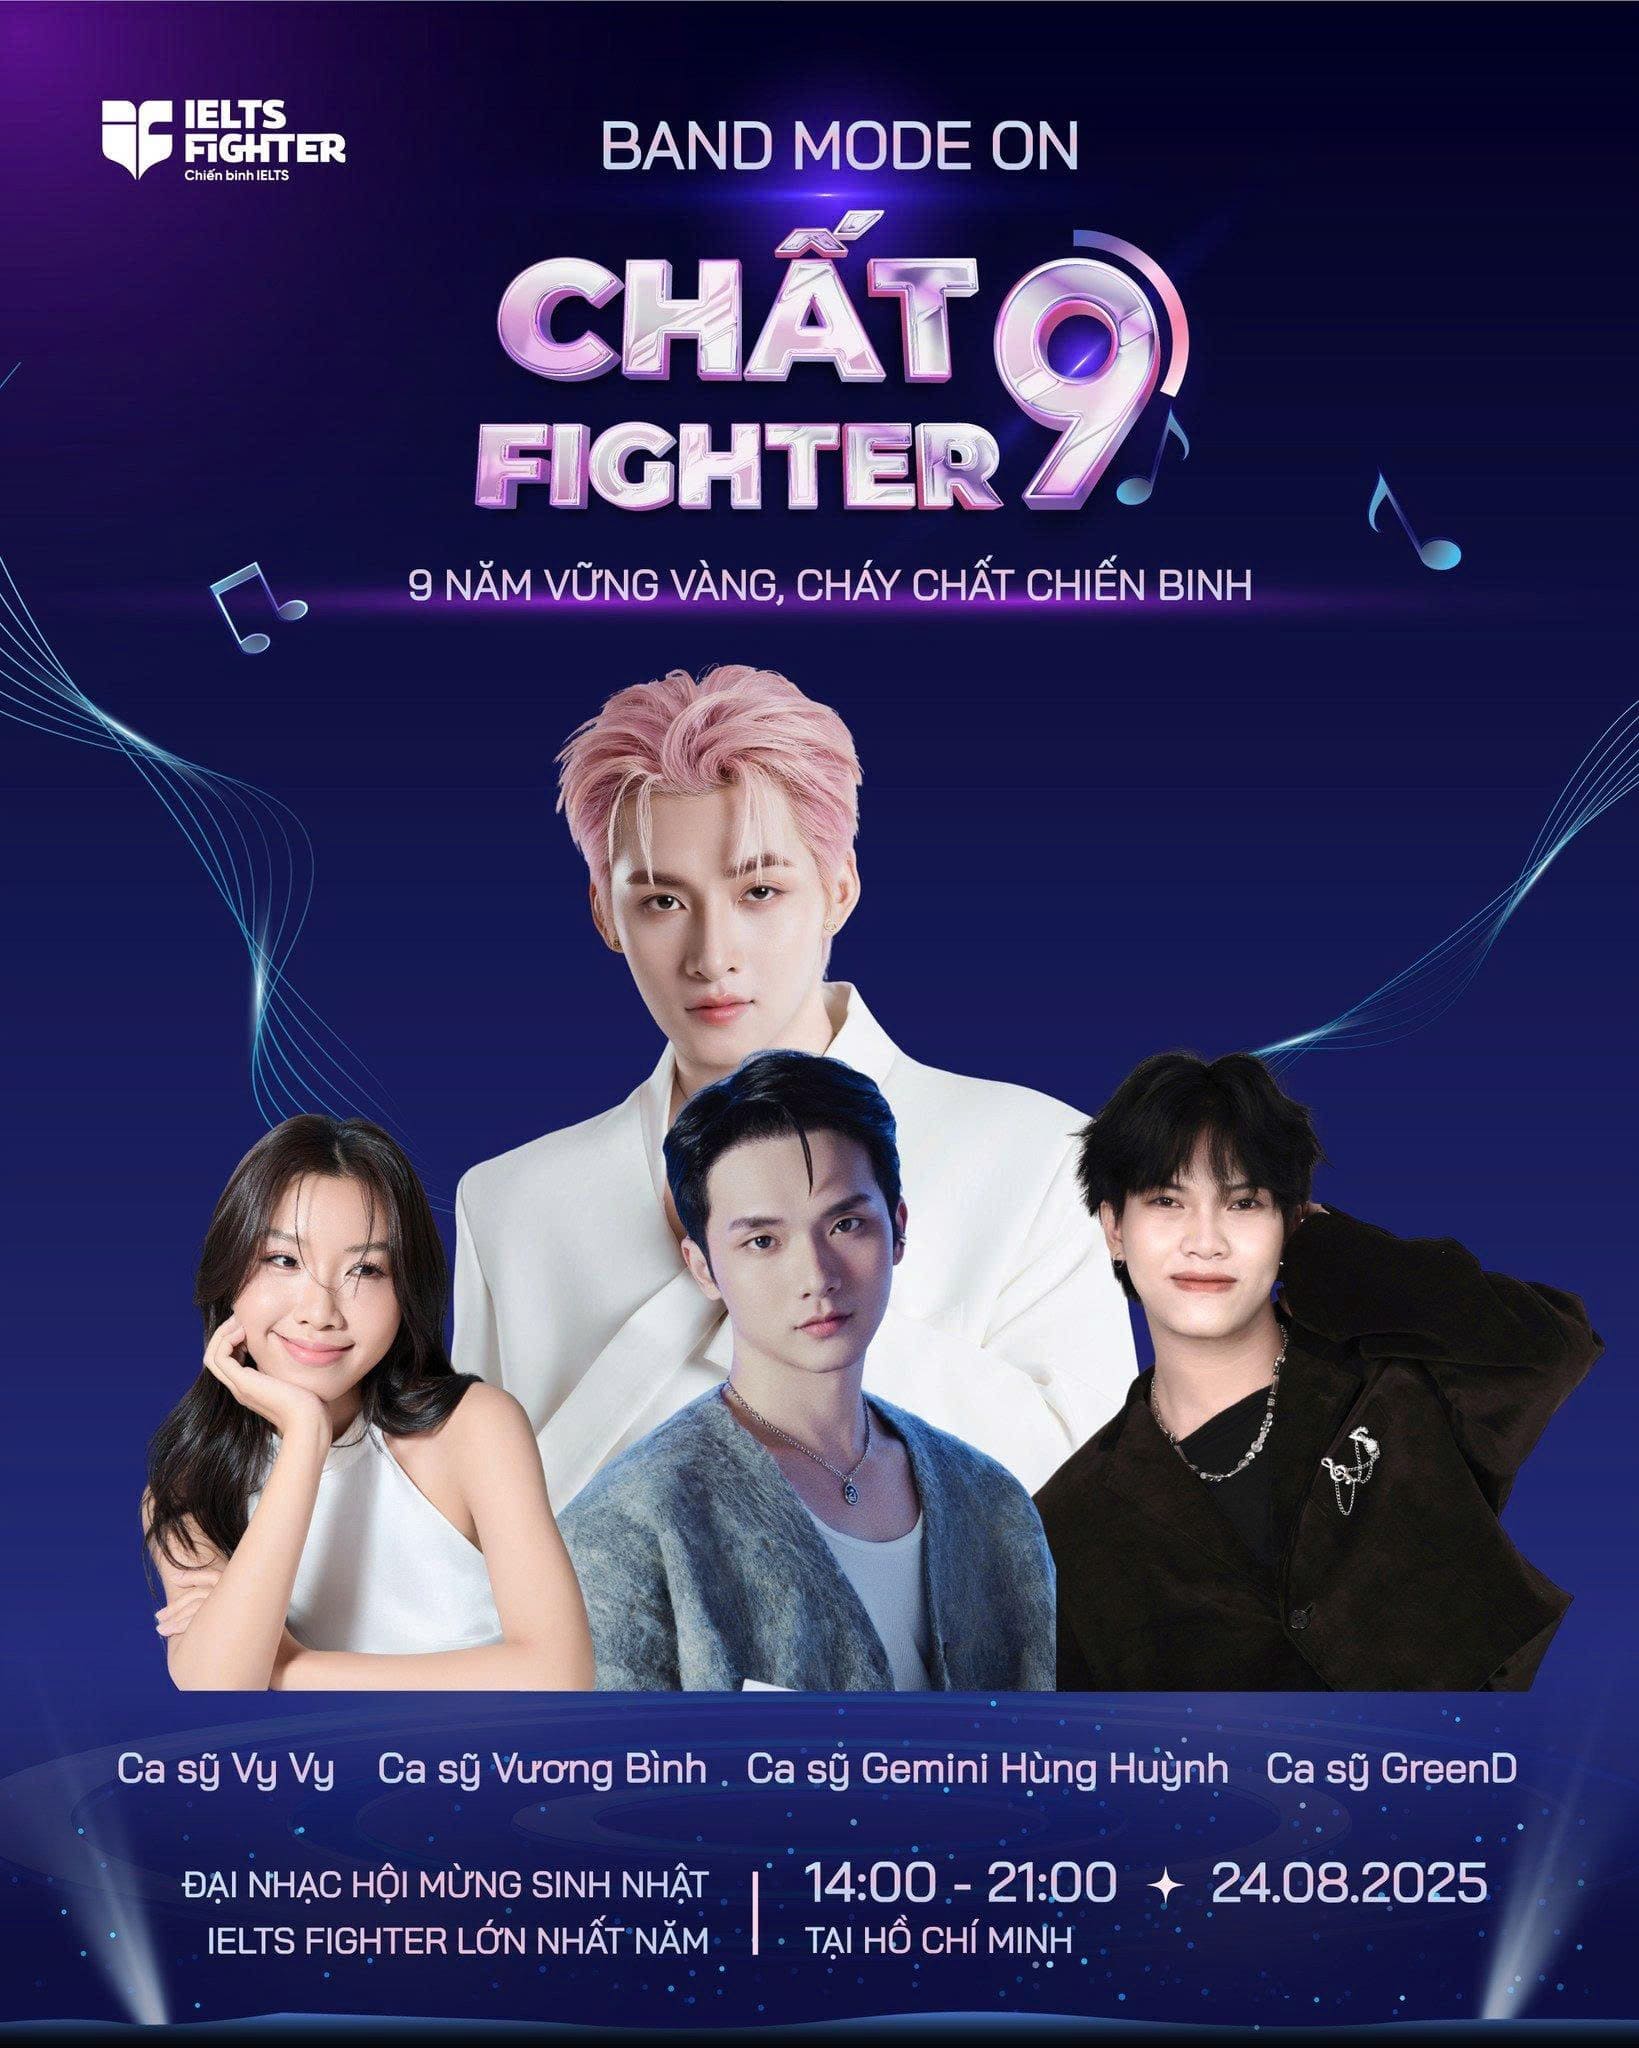 IELTS
FIGHTER
Chiến binh IELTS
BAND MODE ON
CHẤT
FIGHTER 9
9 NĂM VỮNG VÀNG, CHÁY CHẤT CHIẾN BINH
Ca sỹ Vy Vy Ca sỹ Vương Bình Ca sỹ Gemini Hùng Huỳnh Ca sỹ GreenD
ĐẠI NHẠC HỘI MỪNG SINH NHẬT
IELTS FIGHTER LỚN NHẤT NĂM
14:00 - 21:00 24.08.2025
TẠI HỒ CHÍ MINH